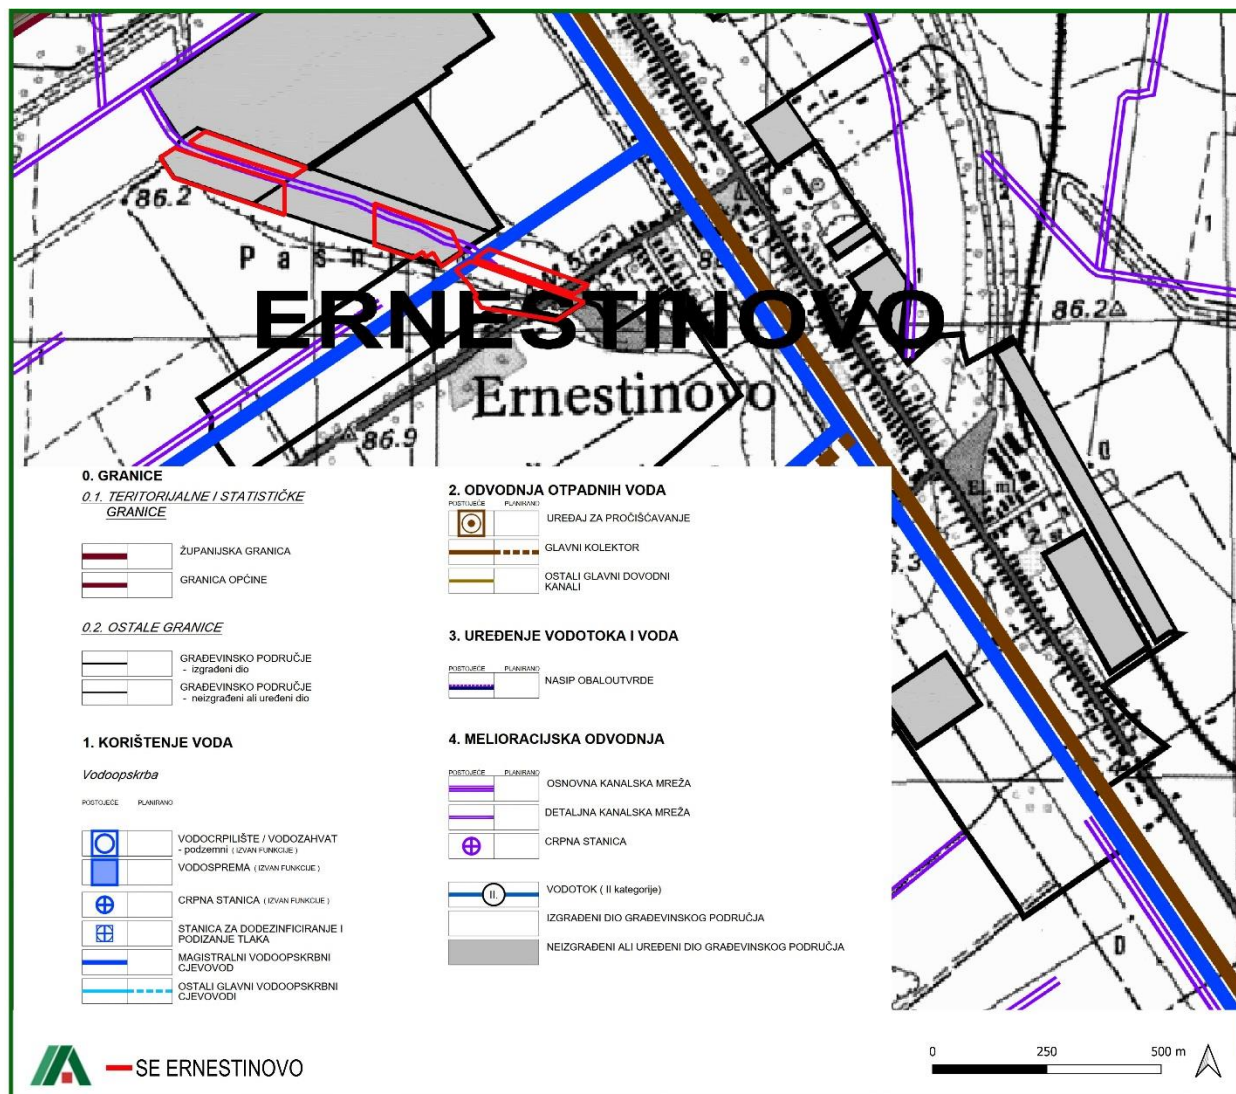 86.2
P a š n
ERNESTINOVO
Ernestinovo
86.2
86.9
El. ml.
0. GRANICE
0.1. TERITORIJALNE I STATISTIČKE
GRANICE
ŽUPANIJSKA GRANICA
GRANICA OPĆINE
0.2. OSTALE GRANICE
GRAĐEVINSKO PODRUČJE
- izgrađeni dio
GRAĐEVINSKO PODRUČJE
- neizgrađeni ali uređeni dio
1. KORIŠTENJE VODA
Vodoopskrba
POSTOJEĆE PLANIRANO
VODOCRPILIŠTE / VODOZAHVAT
- podzemni ( IZVAN FUNKCIJE )
VODOSPREMA ( IZVAN FUNKCIJE )
CRPNA STANICA ( IZVAN FUNKCIJE )
STANICA ZA DODEZINFICIRANJE I
PODIZANJE TLAKA
MAGISTRALNI VODOOPSKRBNI
CJEVOVOD
OSTALI GLAVNI VODOOPSKRBNI
CJEVOVODI
2. ODVODNJA OTPADNIH VODA
POSTOJEĆE PLANIRANO
UREĐAJ ZA PROČIŠĆAVANJE
GLAVNI KOLEKTOR
OSTALI GLAVNI DOVODNI
KANALI
3. UREĐENJE VODOTOKA I VODA
POSTOJEĆE PLANIRANO
NASIP OBALOUTVRDE
4. MELIORACIJSKA ODVODNJA
POSTOJEĆE PLANIRANO
OSNOVNA KANALSKA MREŽA
DETALJNA KANALSKA MREŽA
CRPNA STANICA
II.
VODOTOK ( II kategorije)
IZGRAĐENI DIO GRAĐEVINSKOG PODRUČJA
NEIZGRAĐENI ALI UREĐENI DIO GRAĐEVINSKOG PODRUČJA
SE ERNESTINOVO
0 250 500 m